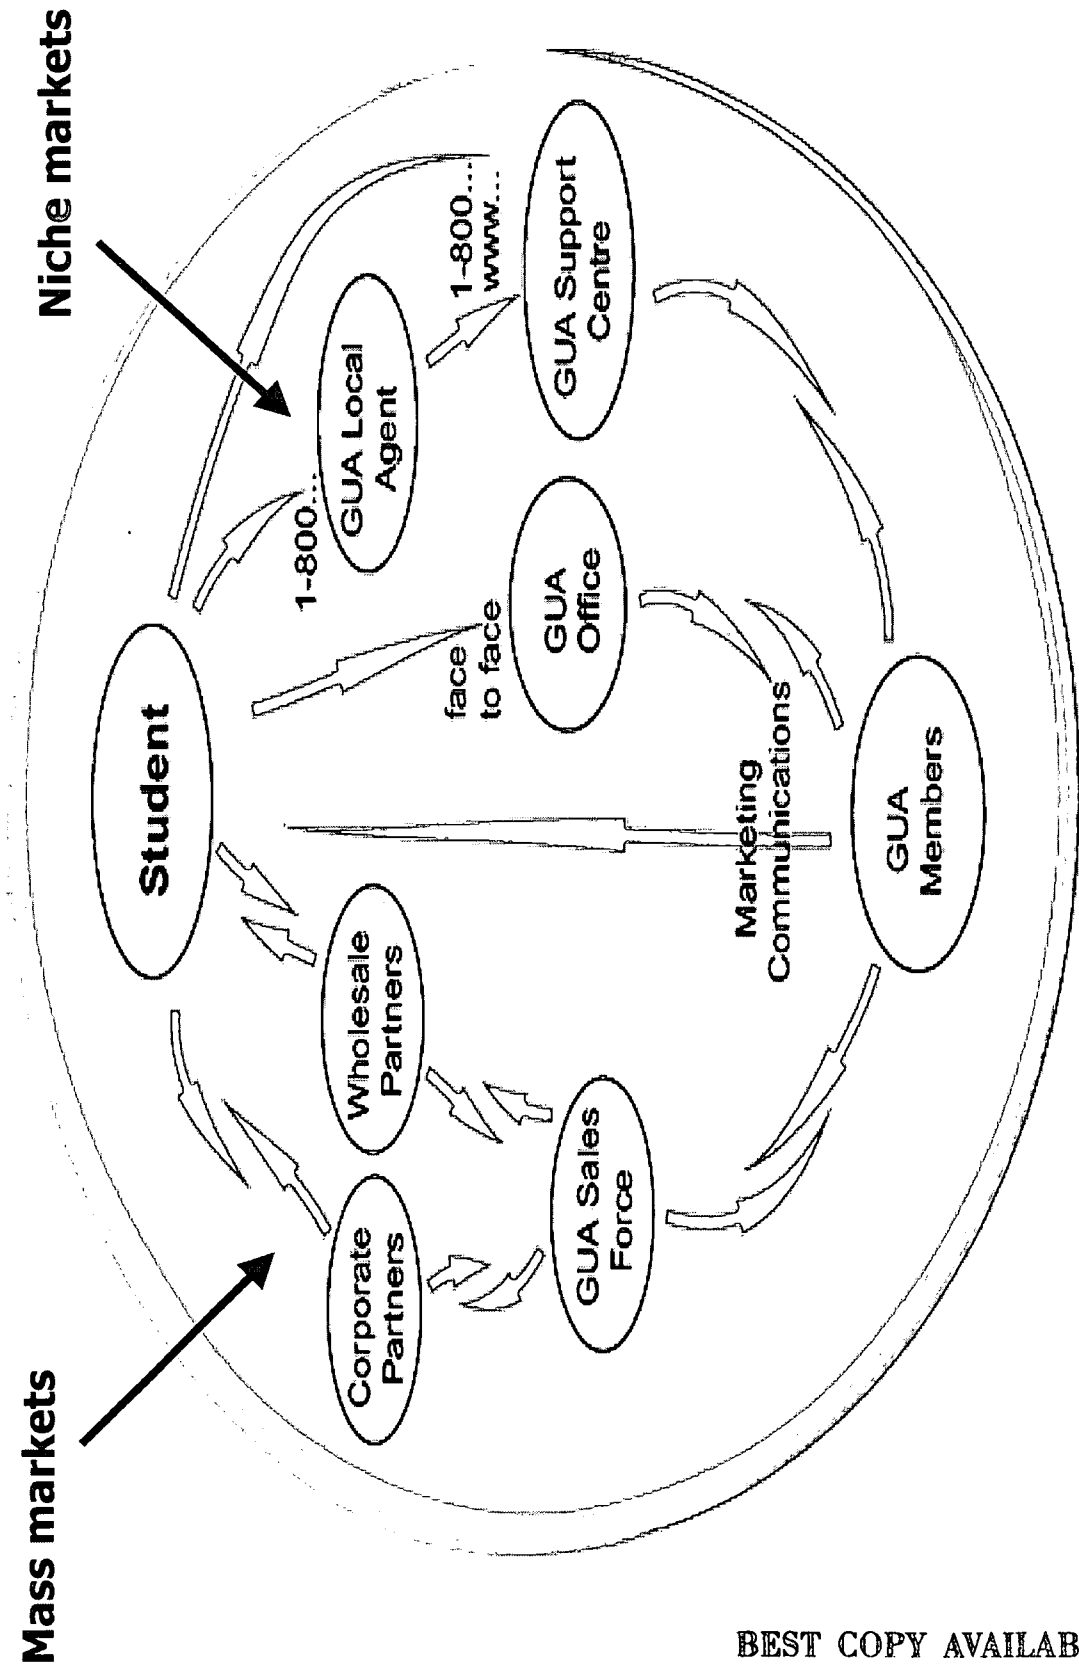 Mass markets
Niche markets
Student
Corporate
Partners
Wholesale
Partners
1-800...
GUA Local
Agent
face
to face
1-800...
www...
GUA Sales
Force
GUA
Office
GUA Support
Centre
Marketing
Communications
GUA
Members
BEST COPY AVAILAB